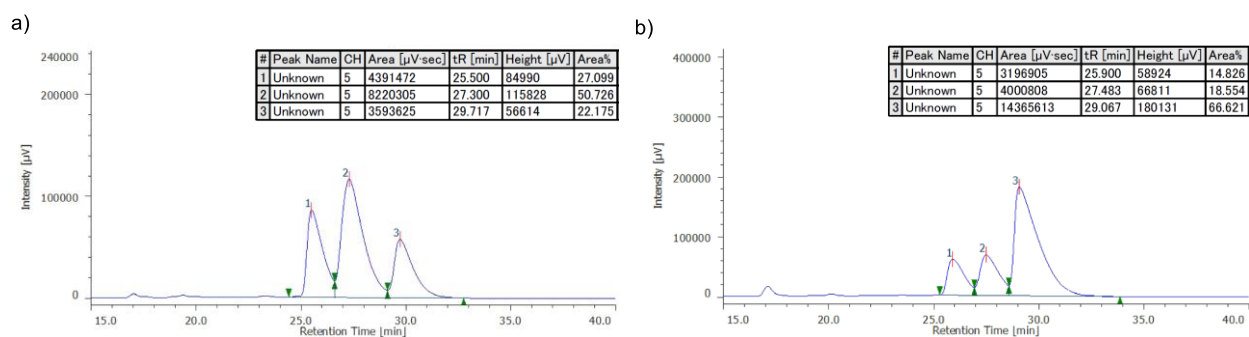 a)
240000
200000
100000
0
Intensity [µV]
15.0 20.0 25.0 30.0 35.0 40.0
Retention Time [min]
1
2
3
# Peak Name CH Area [µV·sec] tR [min] Height [µV] Area%
1 Unknown 5 4391472 25.500 84990 27.099
2 Unknown 5 8220305 27.300 115828 50.726
3 Unknown 5 3593625 29.717 56614 22.175
b)
400000
300000
200000
100000
0
Intensity [µV]
15.0 20.0 25.0 30.0 35.0 40.0
Retention Time [min]
1
2
3
# Peak Name CH Area [µV·sec] tR [min] Height [µV] Area%
1 Unknown 5 3196905 25.900 58924 14.826
2 Unknown 5 4000808 27.483 66811 18.554
3 Unknown 5 14365613 29.067 180131 66.621